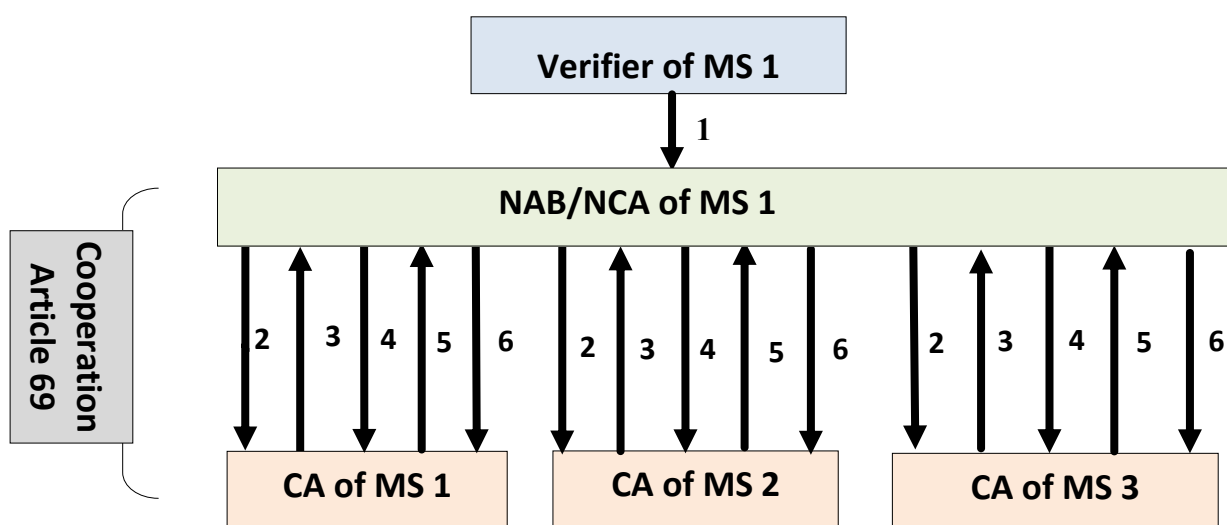 Verifier of MS 1
1
NAB/NCA of MS 1
Cooperation
Article 69
2 3 4 5 6 2 3 4 5 6 2 3 4 5 6
CA of MS 1
CA of MS 2
CA of MS 3